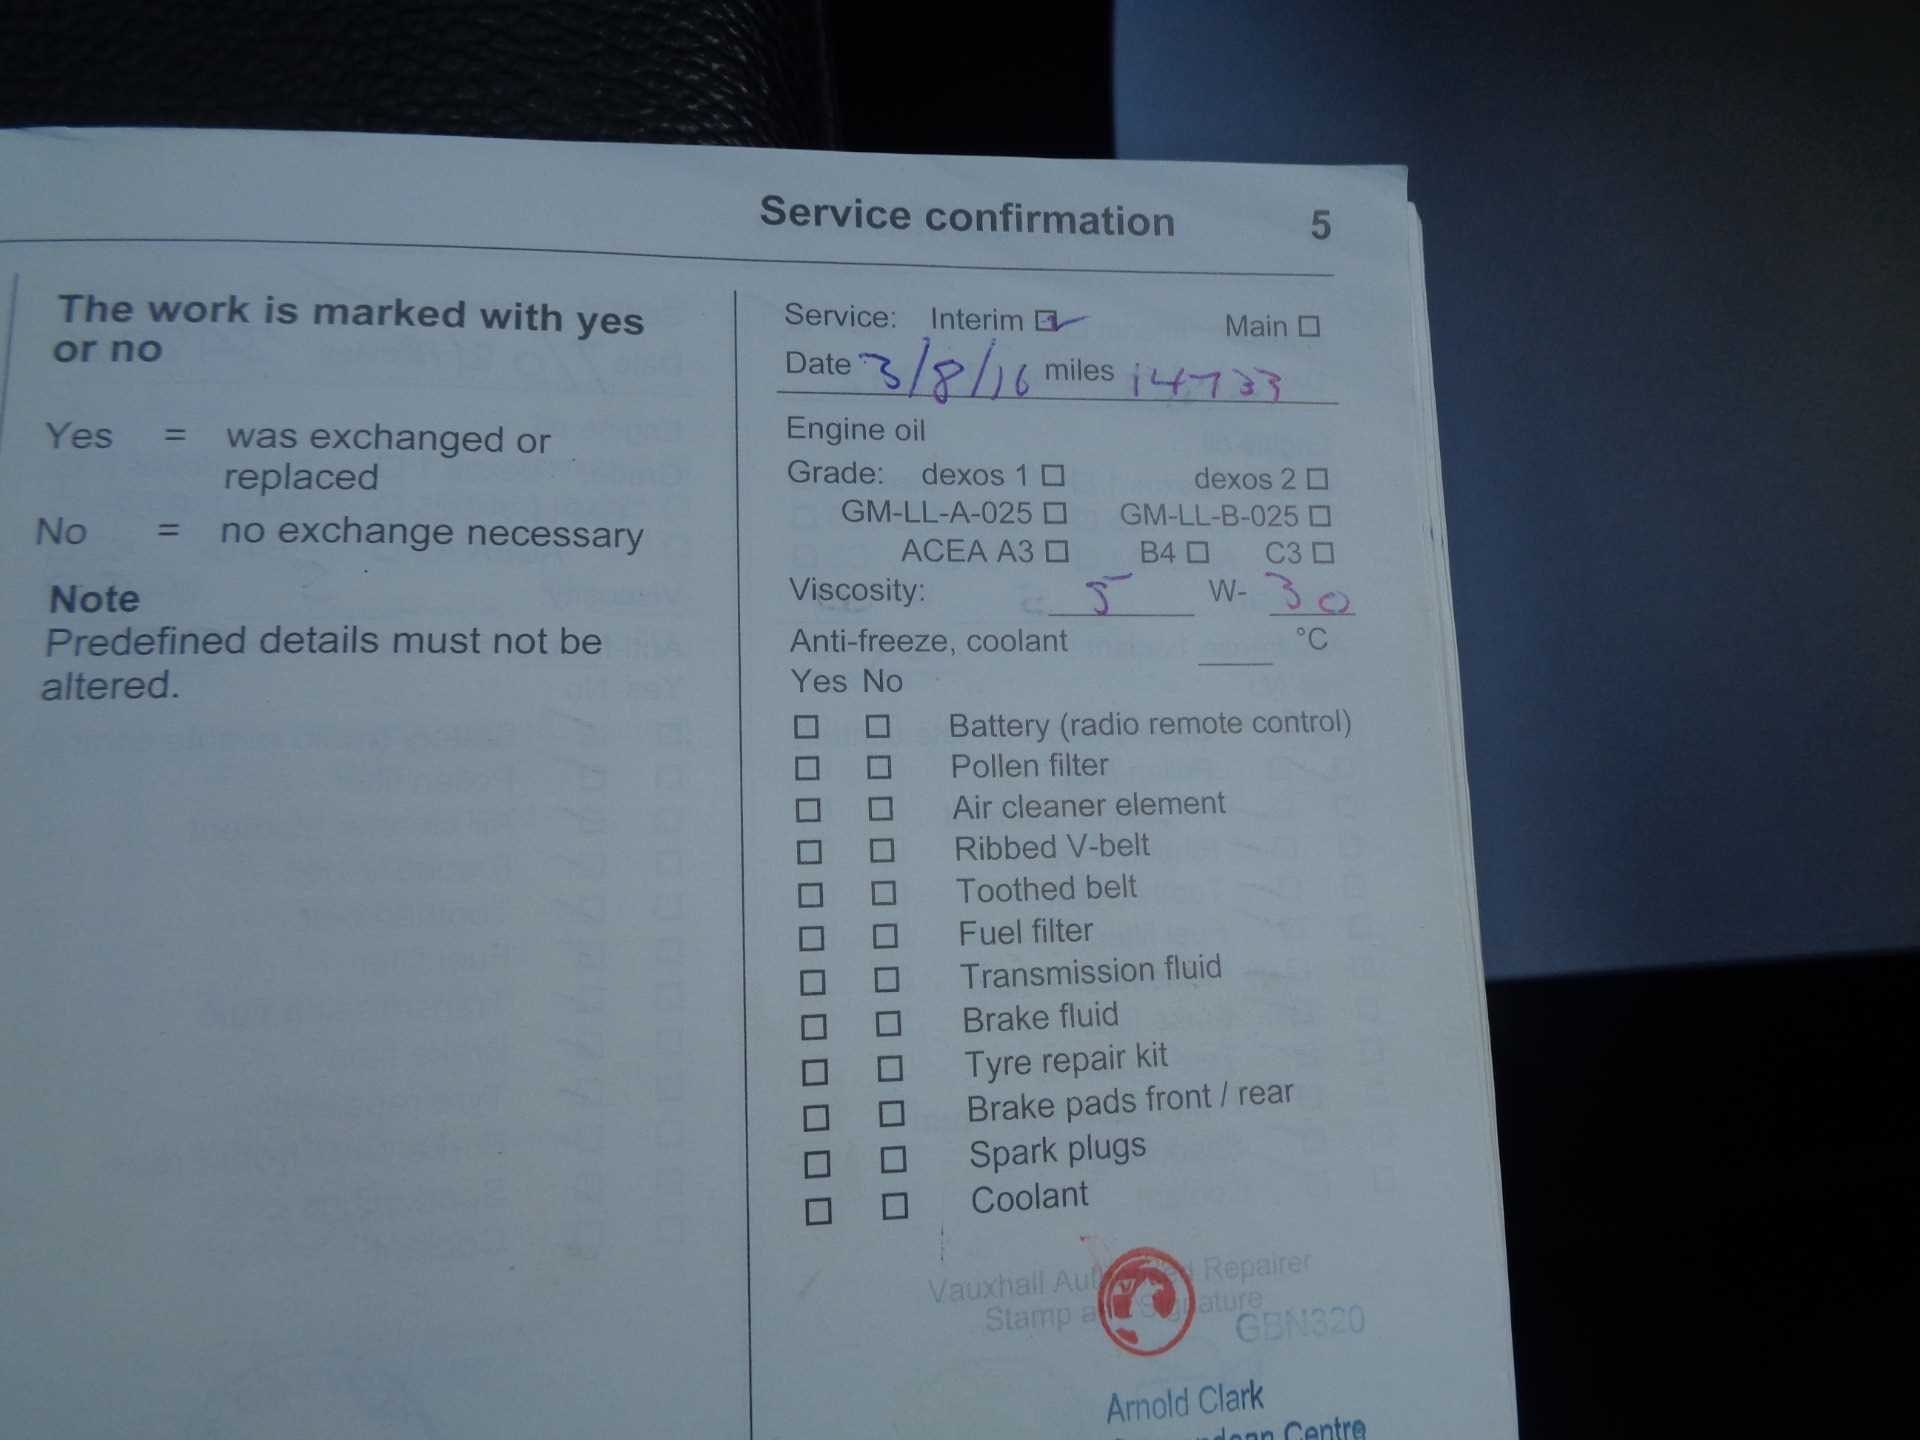 Service confirmation 5
The work is marked with yes
or no
Yes = was exchanged or
replaced
No = no exchange necessary
Note
Predefined details must not be
altered.
Service: Interim Main
Date 3/8/16 miles 14733
Engine oil
Grade: dexos 1 dexos 2
GM-LL-A-025 GM-LL-B-025
ACEA A3 B4 C3
Viscosity: 5 W- 30
Anti-freeze, coolant °C
Yes No
Battery (radio remote control)
Pollen filter
Air cleaner element
Ribbed V-belt
Toothed belt
Fuel filter
Transmission fluid
Brake fluid
Tyre repair kit
Brake pads front / rear
Spark plugs
Coolant
Vauxhall Repairer
Stamp
GBN320
Arnold Clark
Centre